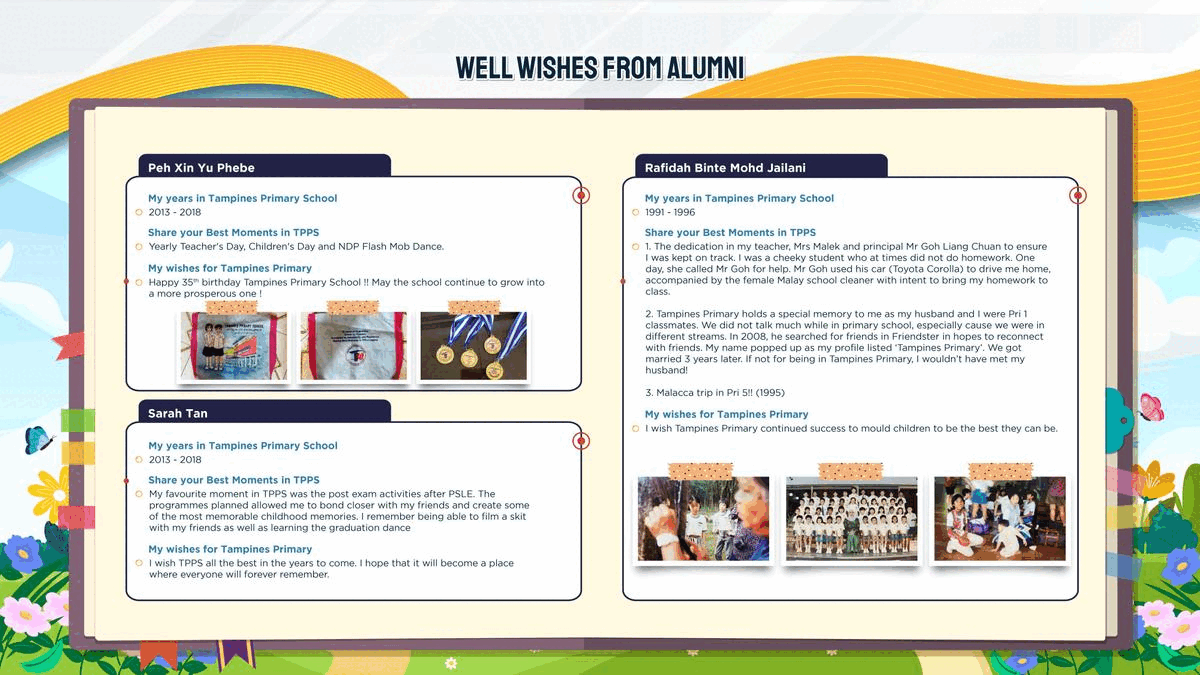 WELL WISHES FROM ALUMNI
Peh Xin Yu Phebe
My years in Tampines Primary School
2013 - 2018
Share your Best Moments in TPPS
Yearly Teacher's Day, Children's Day and NDP Flash Mob Dance.
My wishes for Tampines Primary
Happy 35th birthday Tampines Primary School !! May the school continue to grow into
a more prosperous one !
Sarah Tan
My years in Tampines Primary School
2013 - 2018
Share your Best Moments in TPPS
My favourite moment in TPPS was the post exam activities after PSLE. The
programmes planned allowed me to bond closer with my friends and create some
of the most memorable childhood memories. I remember being able to film a skit
with my friends as well as learning the graduation dance
My wishes for Tampines Primary
I wish TPPS all the best in the years to come. I hope that it will become a place
where everyone will forever remember.
Rafidah Binte Mohd Jailani
My years in Tampines Primary School
1991 - 1996
Share your Best Moments in TPPS
1. The dedication in my teacher, Mrs Malek and principal Mr Goh Liang Chuan to ensure
I was kept on track. I was a cheeky student who at times did not do homework. One
day, she called Mr Goh for help. Mr Goh used his car (Toyota Corolla) to drive me home,
accompanied by the female Malay school cleaner with intent to bring my homework to
class.
2. Tampines Primary holds a special memory to me as my husband and I were Pri 1
classmates. We did not talk much while in primary school, especially cause we were in
different streams. In 2008, he searched for friends in Friendster in hopes to reconnect
with friends. My name popped up as my profile listed 'Tampines Primary'. We got
married 3 years later. If not for being in Tampines Primary, I wouldn't have met my
husband!
3. Malacca trip in Pri 5!! (1995)
My wishes for Tampines Primary
I wish Tampines Primary continued success to mould children to be the best they can be.